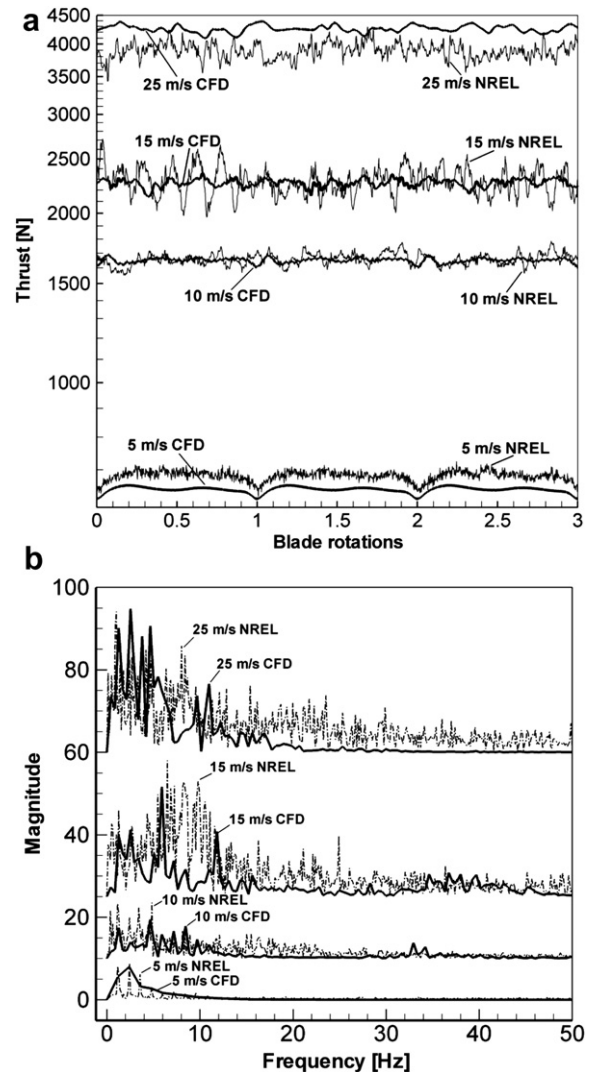 a
4500
4000
3500
3000
2500
2000
1500
1000
Thrust [N]
25 m/s CFD
25 m/s NREL
15 m/s CFD
15 m/s NREL
10 m/s CFD
10 m/s NREL
5 m/s CFD
5 m/s NREL
0 0.5 1 1.5 2 2.5 3
Blade rotations
b
100
80
60
40
20
0
Magnitude
25 m/s NREL
25 m/s CFD
15 m/s NREL
15 m/s CFD
10 m/s NREL
10 m/s CFD
5 m/s NREL
5 m/s CFD
0 10 20 30 40 50
Frequency [Hz]